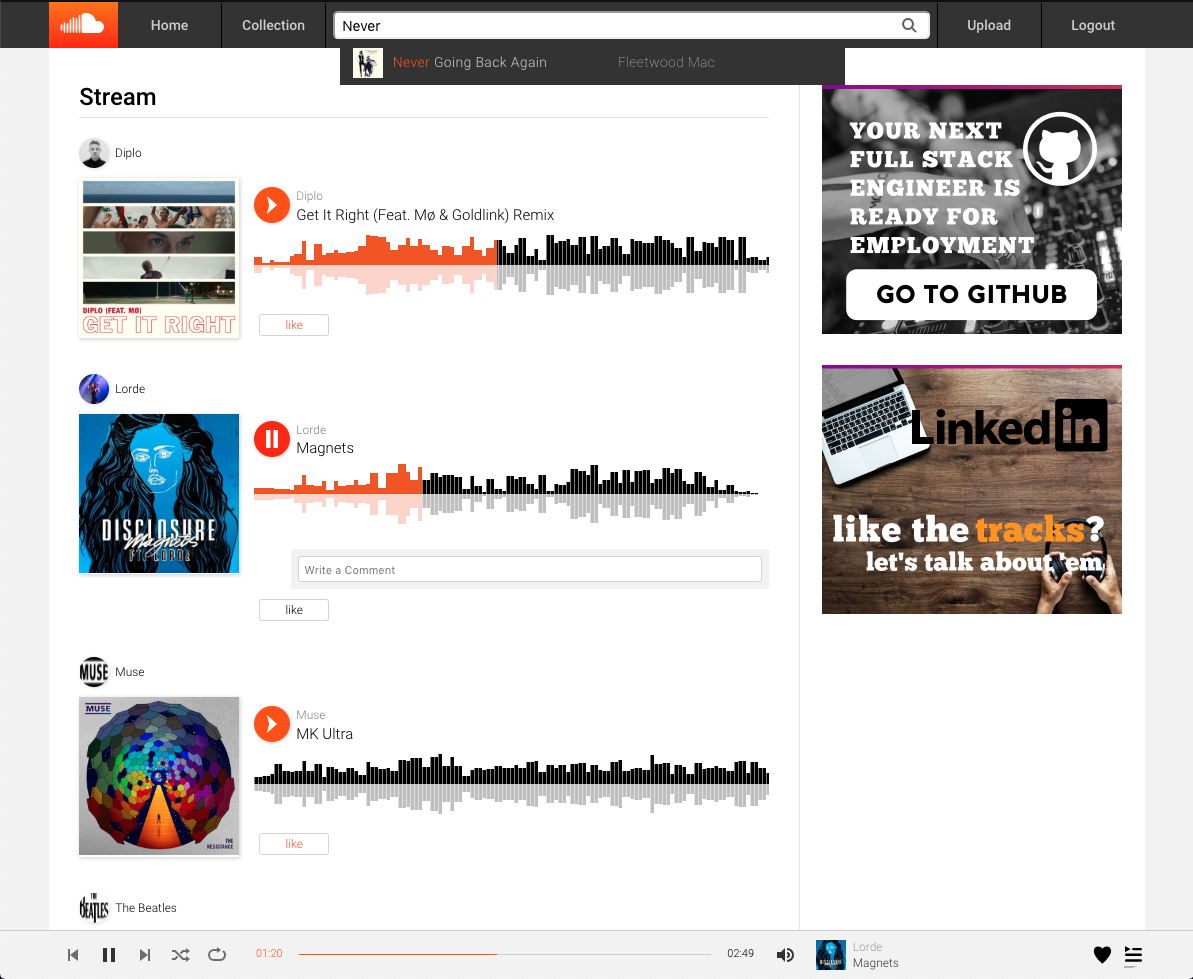 Home
Collection
Never
Upload
Logout
Never Going Back Again
Fleetwood Mac
Stream
Diplo
Diplo
Get It Right (Feat. Mø & Goldlink) Remix
DIPLO (FEAT. MØ)
GET IT RIGHT
like
Lorde
Lorde
Magnets
DISCLOSURE
Magnets
FT. LORDE
Write a Comment
like
MUSE
Muse
MUSE
THE
RESISTANCE
Muse
MK Ultra
like
THE
BEATLES
The Beatles
YOUR NEXT
FULL STACK
ENGINEER IS
READY FOR
EMPLOYMENT
GO TO GITHUB
Linkedin
like the tracks?
let's talk about 'em
01:20
02:49
DISCLOSURE
Lorde
Magnets